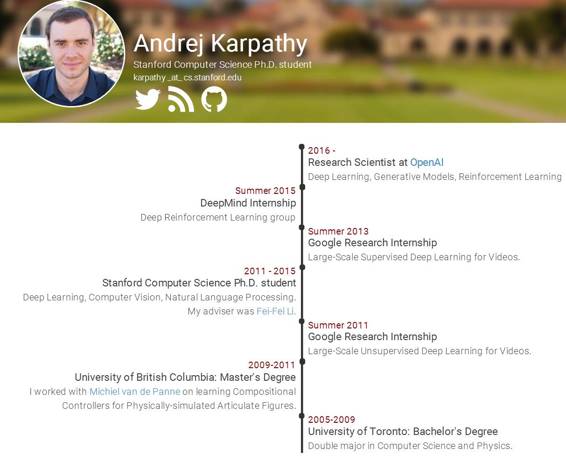 Andrej Karpathy
Stanford Computer Science Ph.D. student
karpathy _at_ cs.stanford.edu
2016 -
Research Scientist at OpenAI
Deep Learning, Generative Models, Reinforcement Learning
Summer 2015
DeepMind Internship
Deep Reinforcement Learning group
Summer 2013
Google Research Internship
Large-Scale Supervised Deep Learning for Videos.
2011 - 2015
Stanford Computer Science Ph.D. student
Deep Learning, Computer Vision, Natural Language Processing.
My adviser was Fei-Fei Li.
Summer 2011
Google Research Internship
Large-Scale Unsupervised Deep Learning for Videos.
2009-2011
University of British Columbia: Master's Degree
I worked with Michiel van de Panne on learning Compositional
Controllers for Physically-simulated Articulate Figures.
2005-2009
University of Toronto: Bachelor's Degree
Double major in Computer Science and Physics.